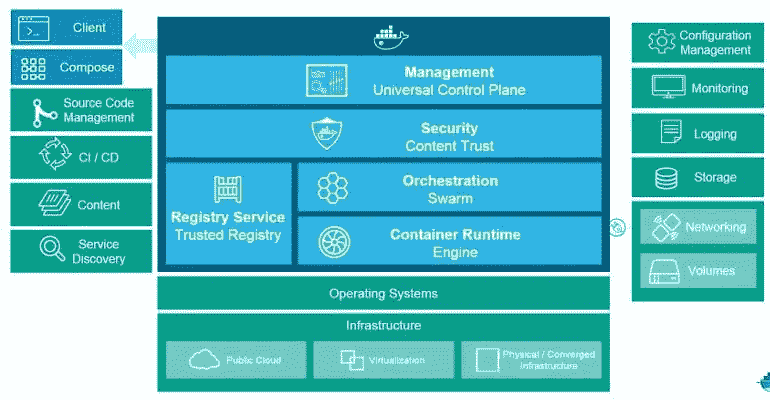 Client
Compose
Source Code
Management
CI / CD
Content
Service
Discovery
Management
Universal Control Plane
Security
Content Trust
Registry Service
Trusted Registry
Orchestration
Swarm
Container Runtime
Engine
Operating Systems
Infrastructure
Public Cloud
Virtualization
Physical / Converged
Infrastructure
Configuration
Management
Monitoring
Logging
Storage
Networking
Volumes